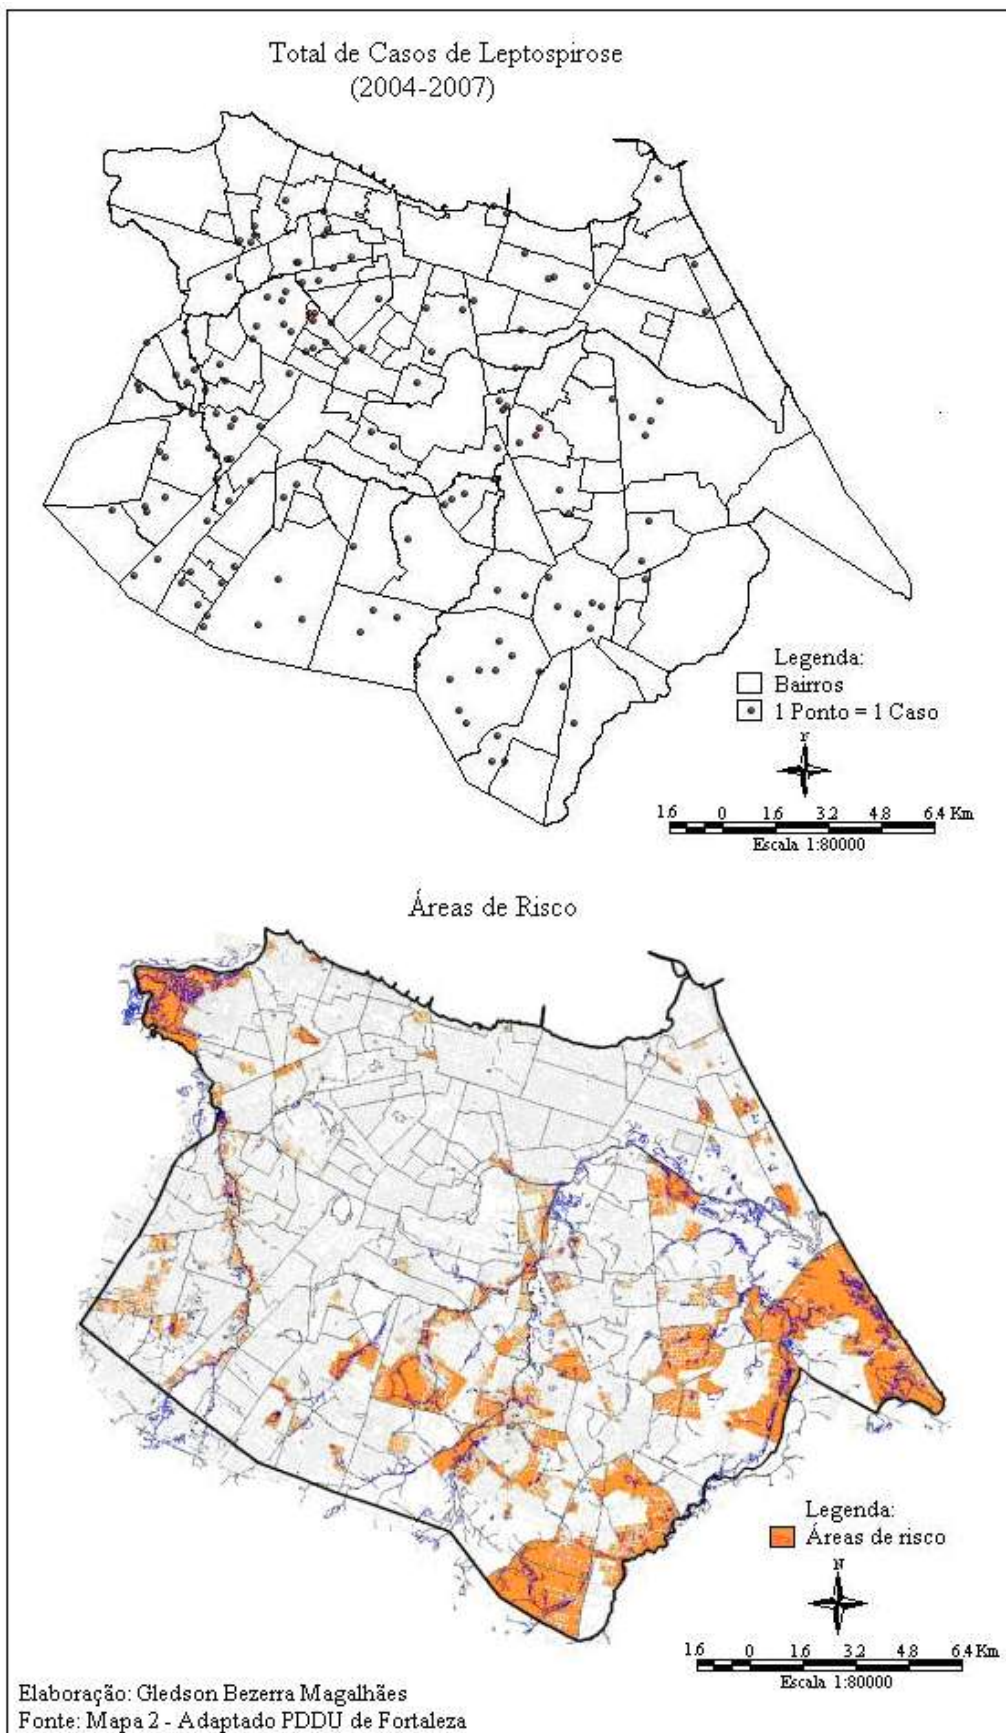 Total de Casos de Leptospirose
(2004-2007)
Legenda:
Bairros
1 Ponto = 1 Caso
1.6 0 1.6 3.2 4.8 6.4 Km
Escala 1:80000
Áreas de Risco
Legenda:
Áreas de risco
N
1.6 0 1.6 3.2 4.8 6.4 Km
Escala 1:80000
Elaboração: Gledson Bezerra Magalhães
Fonte: Mapa 2 - Adaptado PDDU de Fortaleza